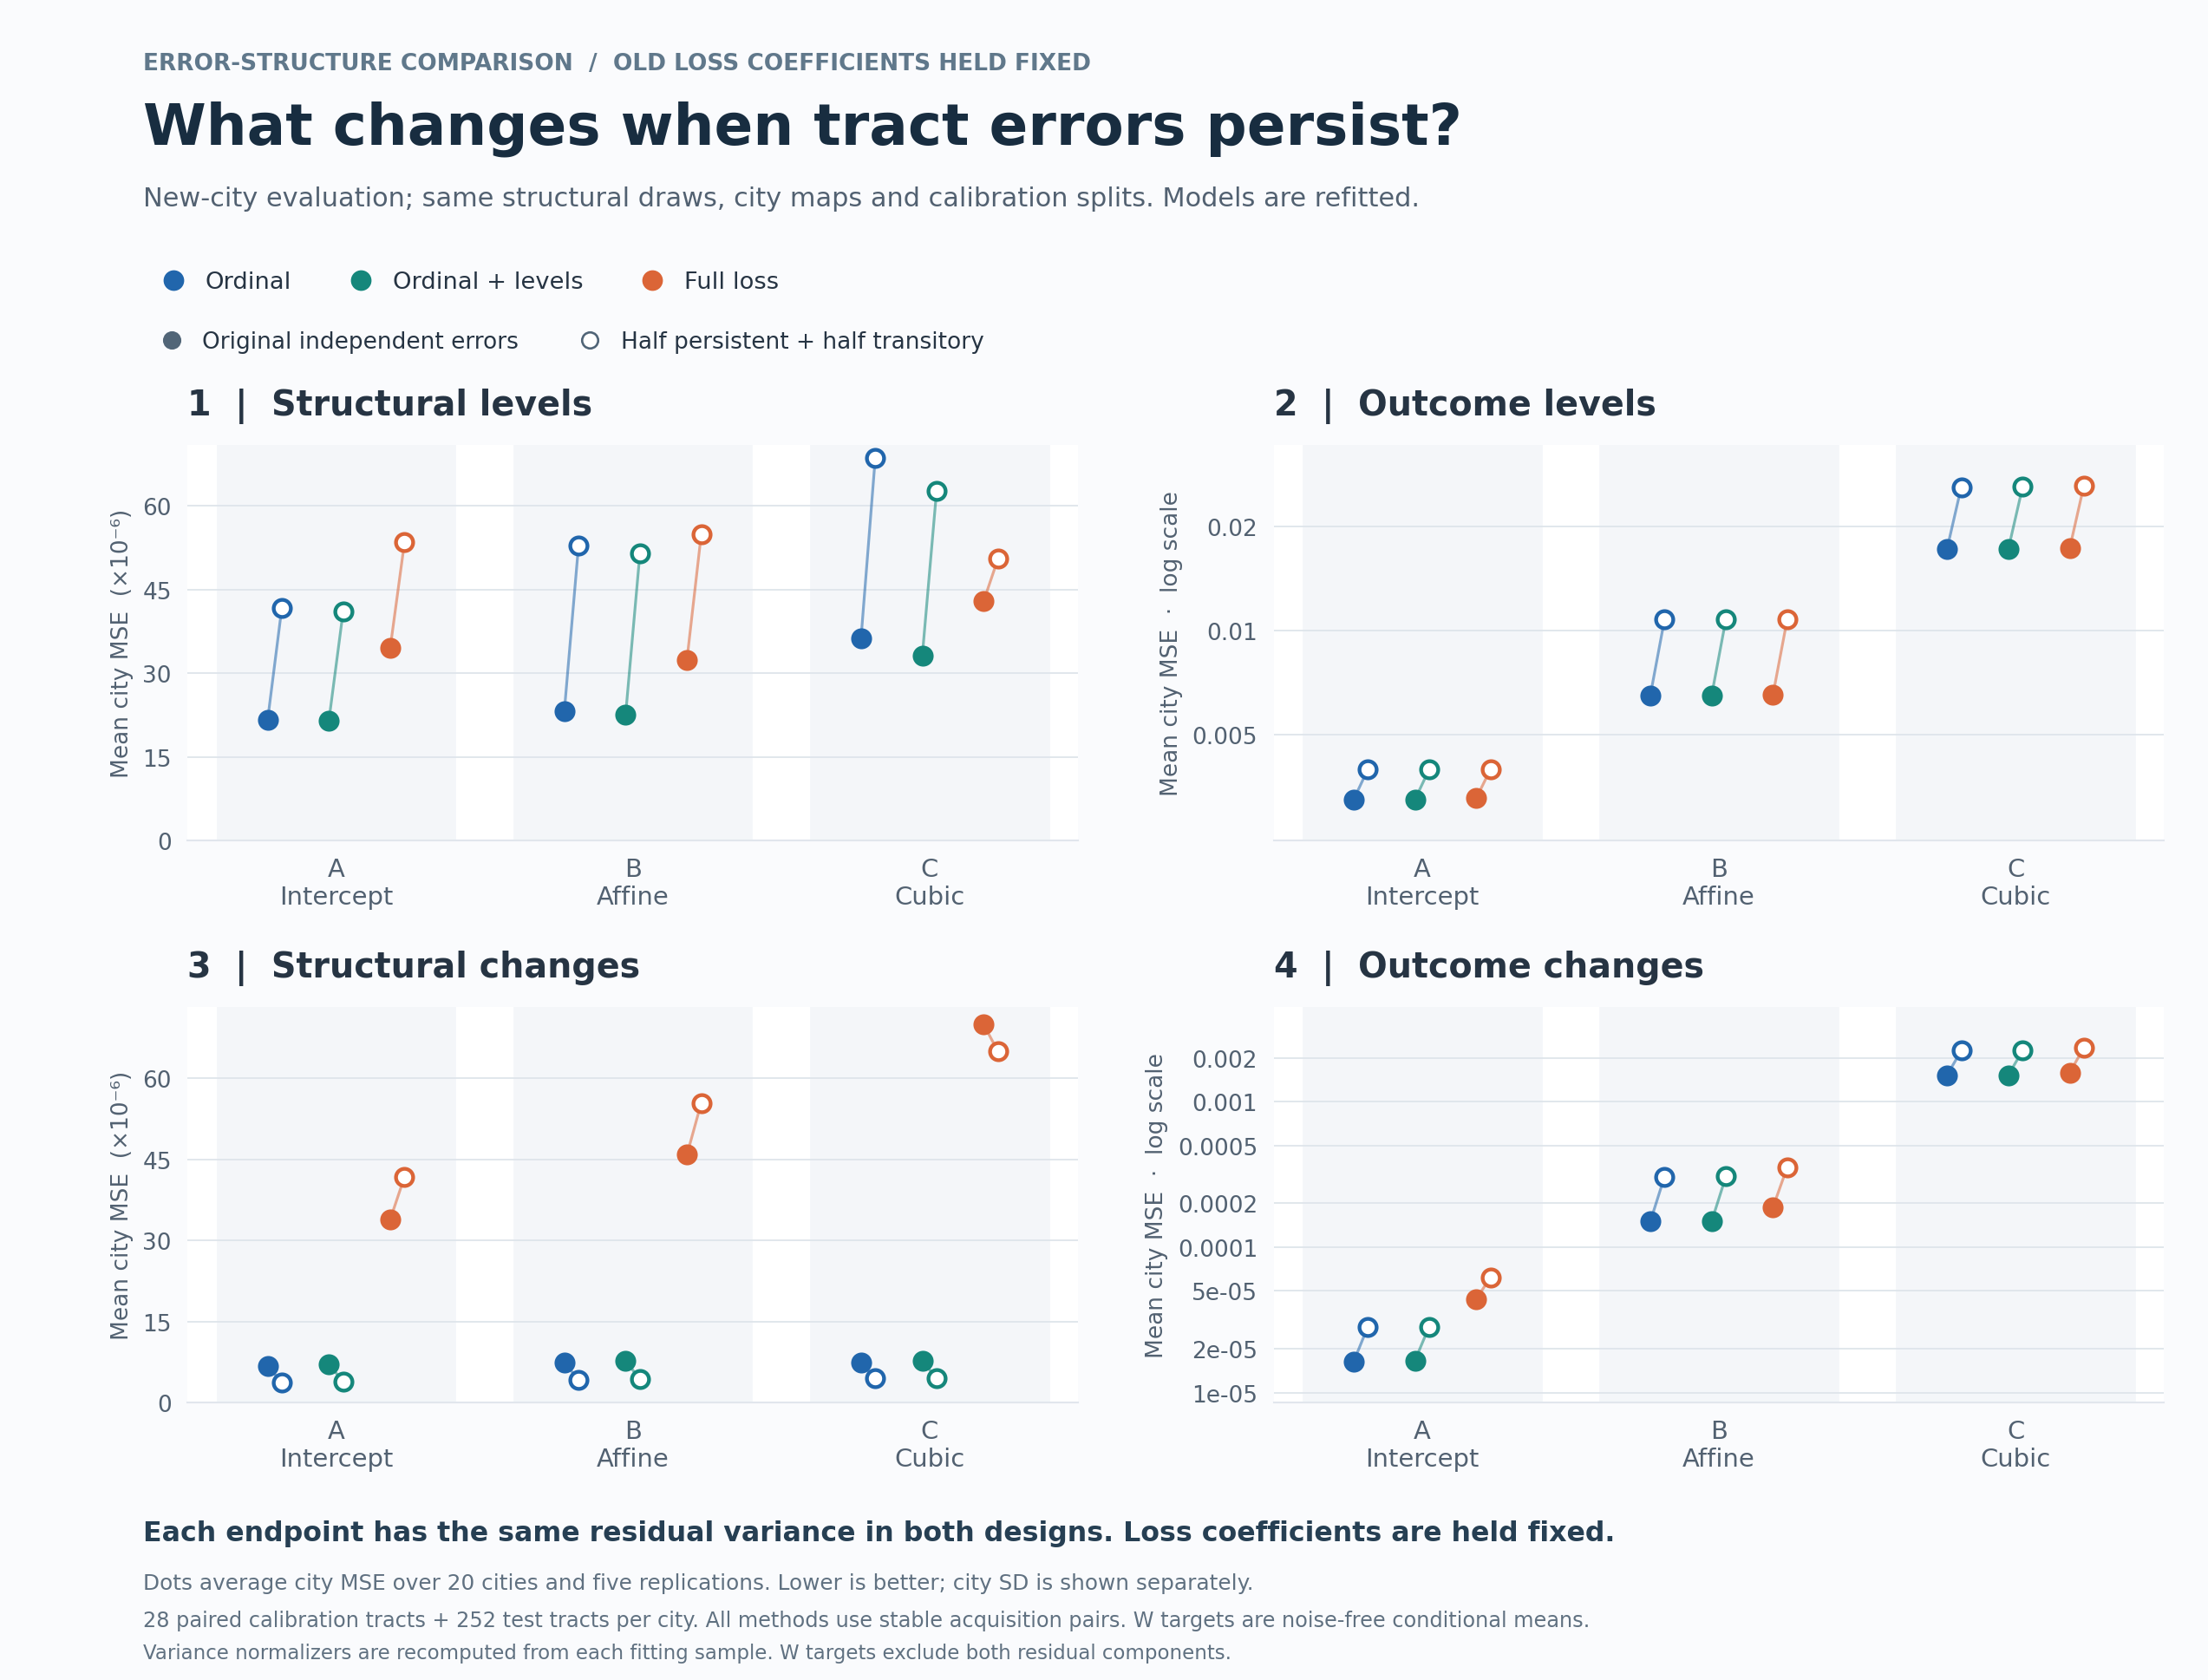 ERROR-STRUCTURE COMPARISON / OLD LOSS COEFFICIENTS HELD FIXED
What changes when tract errors persist?
New-city evaluation; same structural draws, city maps and calibration splits. Models are refitted.
Ordinal
Ordinal + levels
Full loss
Original independent errors
Half persistent + half transitory
1 | Structural levels
Mean city MSE (×10⁻⁶)
60
45
30
15
0
A
Intercept
B
Affine
C
Cubic
2 | Outcome levels
Mean city MSE · log scale
0.02
0.01
0.005
A
Intercept
B
Affine
C
Cubic
3 | Structural changes
Mean city MSE (×10⁻⁶)
60
45
30
15
0
A
Intercept
B
Affine
C
Cubic
4 | Outcome changes
Mean city MSE · log scale
0.002
0.001
0.0005
0.0002
0.0001
5e-05
2e-05
1e-05
A
Intercept
B
Affine
C
Cubic
Each endpoint has the same residual variance in both designs. Loss coefficients are held fixed.
Dots average city MSE over 20 cities and five replications. Lower is better; city SD is shown separately.
28 paired calibration tracts + 252 test tracts per city. All methods use stable acquisition pairs. W targets are noise-free conditional means.
Variance normalizers are recomputed from each fitting sample. W targets exclude both residual components.